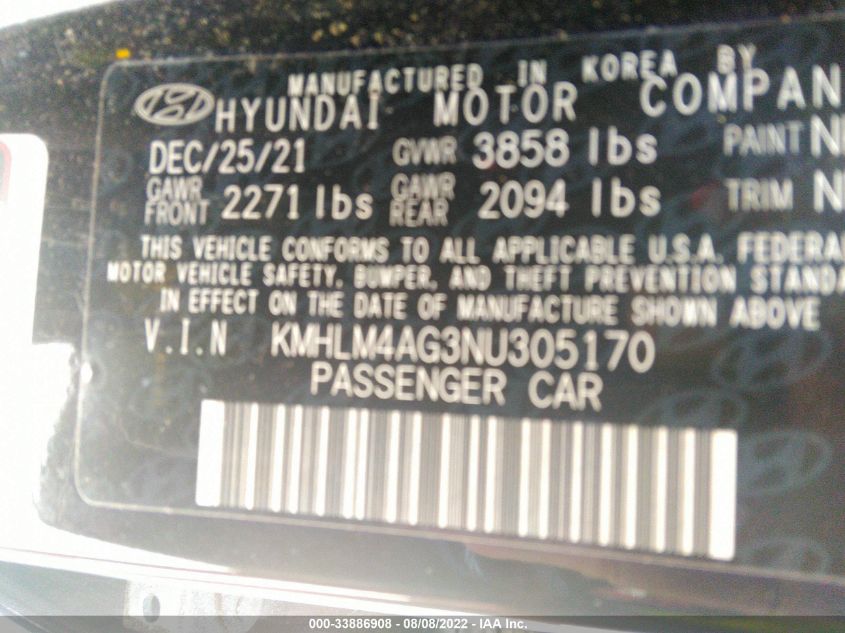 MANUFACTURED IN KOREA BY
HYUNDAI MOTOR COMPAN
DEC/25/21 GVWR 3858 lbs PAINT
GAWR FRONT 2271 lbs GAWR REAR 2094 lbs TRIM
THIS VEHICLE CONFORMS TO ALL APPLICABLE U.S.A. FEDERA
MOTOR VEHICLE SAFETY, BUMPER, AND THEFT PREVENTION STANDA
IN EFFECT ON THE DATE OF MANUFACTURE SHOWN ABOVE
V.I.N KMHLM4AG3NU305170
PASSENGER CAR
000-33886908 - 08/08/2022 - IAA Inc.